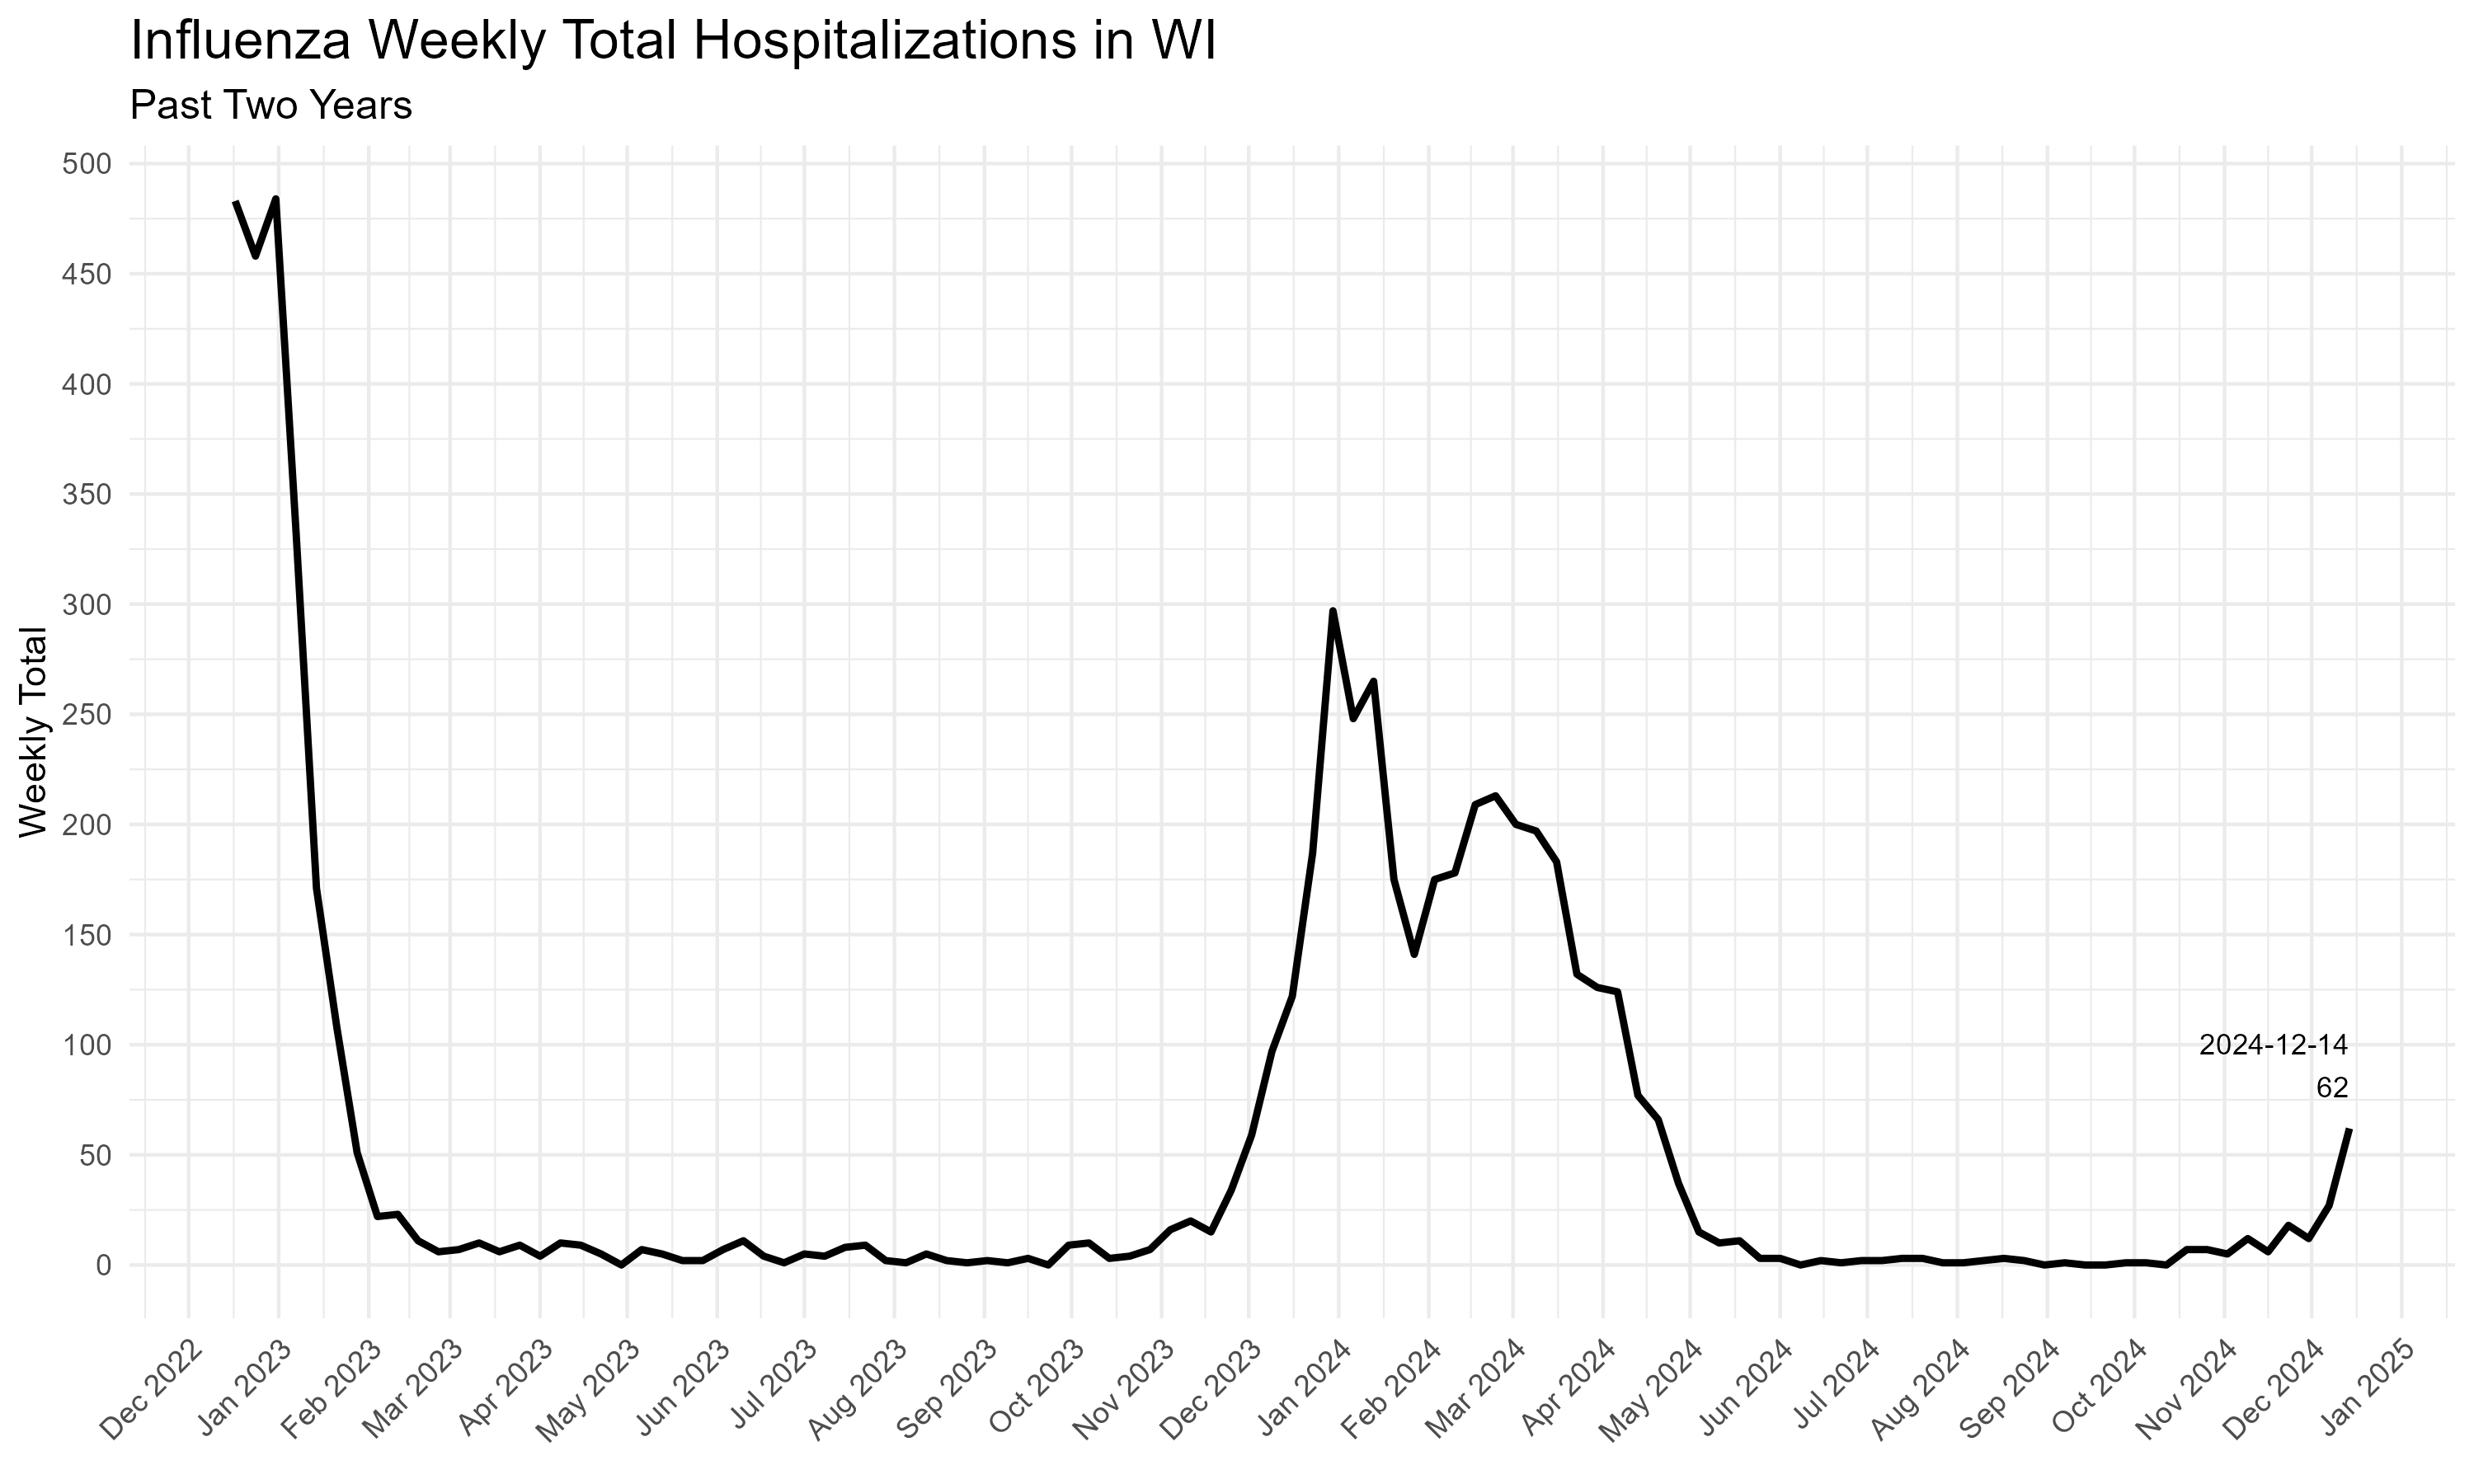 Influenza Weekly Total Hospitalizations in WI
Past Two Years
Weekly Total
500
450
400
350
300
250
200
150
100
50
0
2024-12-14
62
Dec 2022
Jan 2023
Feb 2023
Mar 2023
Apr 2023
May 2023
Jun 2023
Jul 2023
Aug 2023
Sep 2023
Oct 2023
Nov 2023
Dec 2023
Jan 2024
Feb 2024
Mar 2024
Apr 2024
May 2024
Jun 2024
Jul 2024
Aug 2024
Sep 2024
Oct 2024
Nov 2024
Dec 2024
Jan 2025